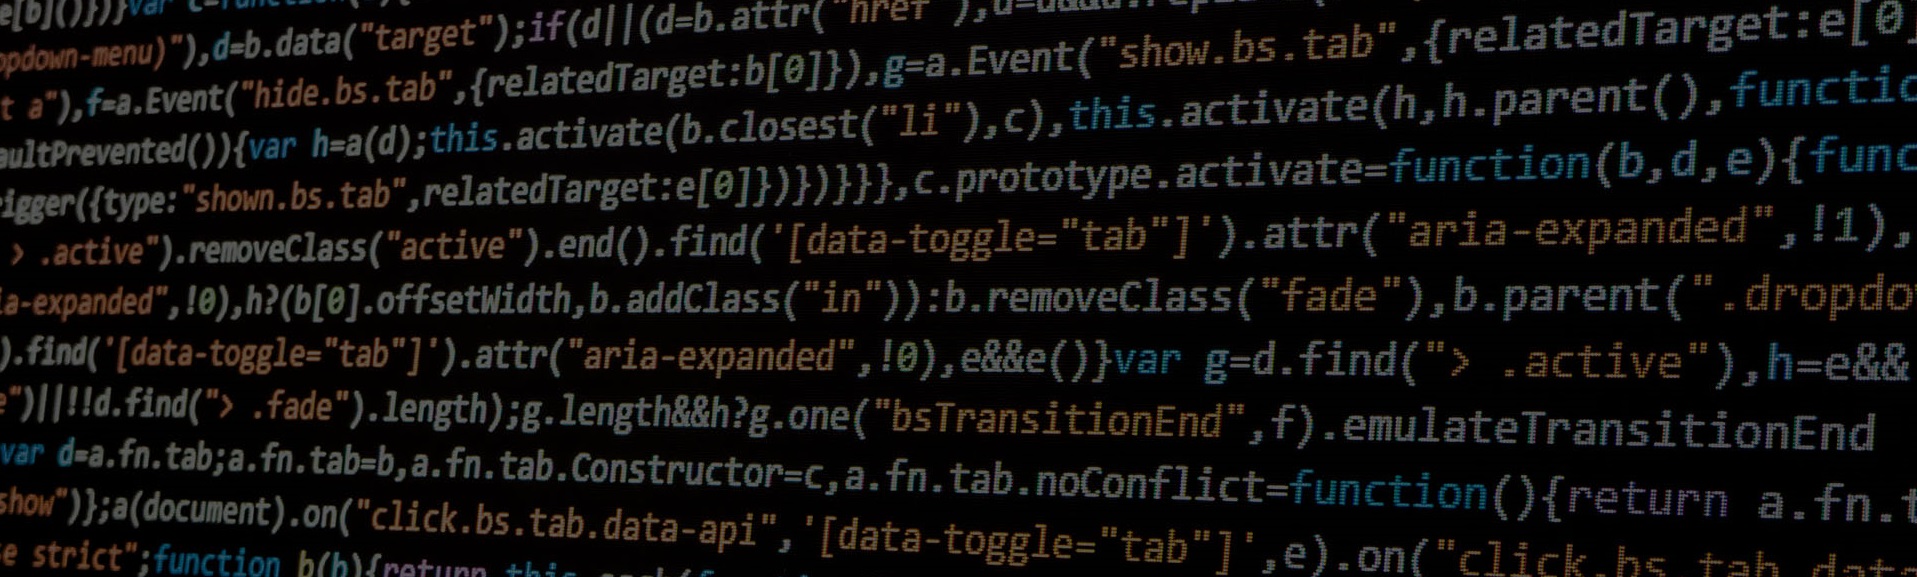 e[b]()})}var c=function(
opdown-menu)"),d=b.data("target");if(d||(d=b.attr("href"),d=d&&d.
t a"),f=a.Event("hide.bs.tab",{relatedTarget:b[0]}),g=a.Event("show.bs.tab",{relatedTarget:e[0]
aultPrevented()){var h=a(d);this.activate(b.closest("li"),c),this.activate(h,h.parent(),functio
rigger({type:"shown.bs.tab",relatedTarget:e[0]})})}}},c.prototype.activate=function(b,d,e){func
> .active").removeClass("active").end().find('[data-toggle="tab"]').attr("aria-expanded",!1),
ia-expanded",!0),h?(b[0].offsetWidth,b.addClass("in")):b.removeClass("fade"),b.parent(".dropdo
).find('[data-toggle="tab"]').attr("aria-expanded",!0),e&&e()}var g=d.find("> .active"),h=e&&
e")||!!d.find("> .fade").length);g.length&&h?g.one("bsTransitionEnd",f).emulateTransitionEnd
var d=a.fn.tab;a.fn.tab=b,a.fn.tab.Constructor=c,a.fn.tab.noConflict=function(){return a.fn.t
show")};a(document).on("click.bs.tab.data-api",'[data-toggle="tab"]',e).on("click.bs.tab.data
e strict";function b(b){return this.each(f